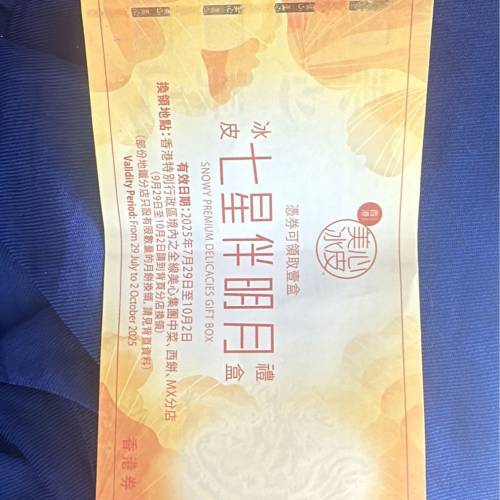 美心
香港
冰皮
憑券可領取壹盒
冰皮 七星伴明月 禮盒
SNOWY PREMIUM DELICACIES GIFT BOX
有效日期：2025年7月29日至10月2日
換領地點：香港特別行政區境內之全線美心集團中菜、西餅、MX分店
(9月29日至10月2日請到背頁分店換領)
(部份地鐵分店只設有限數量的月餅換領，請見背頁資料)
Validity Period: From 29 July to 2 October 2025
香港券